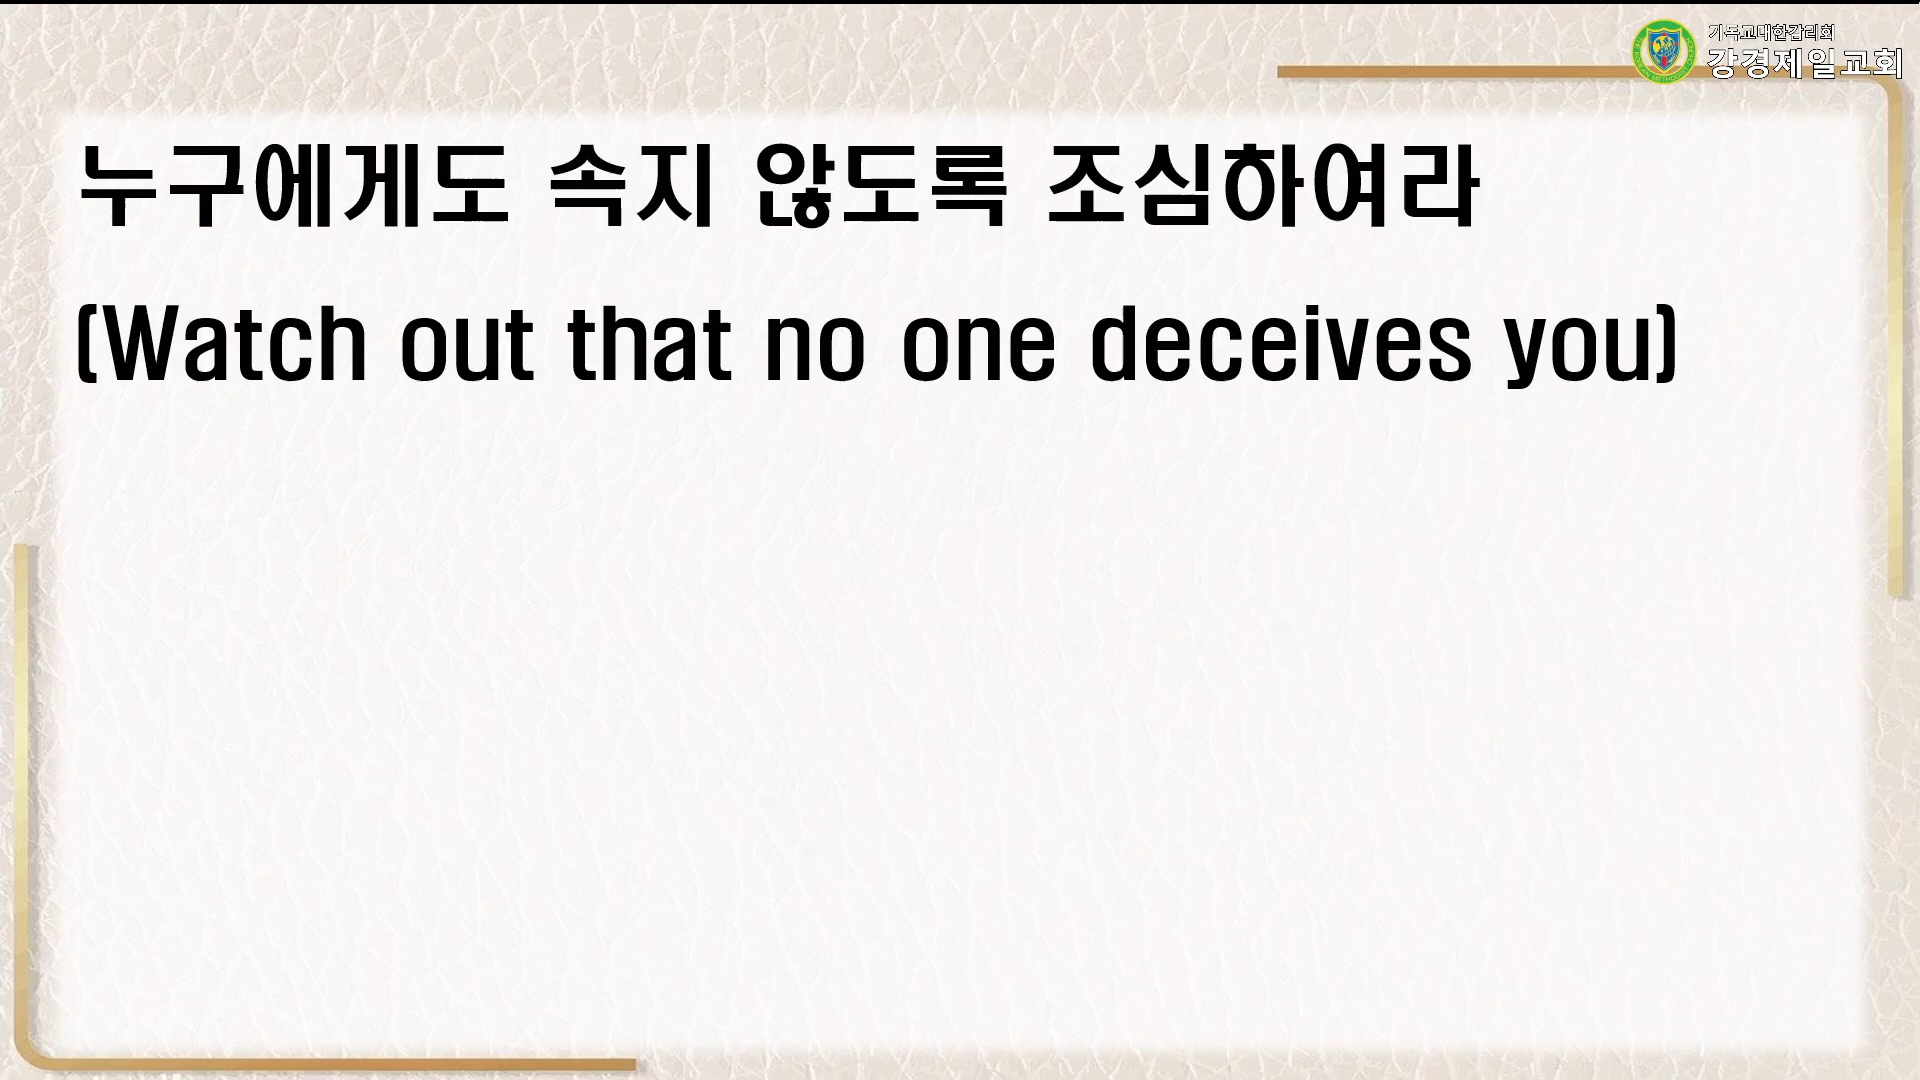 기독교대한감리회
강경제일교회
누구에게도 속지 않도록 조심하여라
(Watch out that no one deceives you)